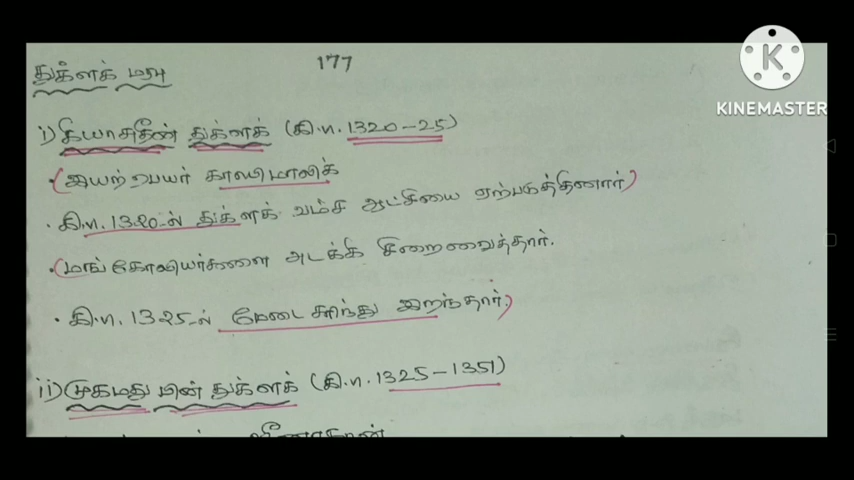 177
துக்ளக் மரபு
KINEMASTER
i) கியாசுதீன் துக்ளக் (கி.பி. 1320-25)
• (இயற்பெயர் காஸிமாலிக்
• கி.பி. 1320-ல் துக்ளக் வம்ச ஆட்சியை ஏற்படுத்தினார்)
• (மங்கோலியர்களை அடக்கி சிறைவைத்தார்.
• கி.பி. 1325-ல் மேடை சரிந்து இறந்தார்)
ii) முகமது பின் துக்ளக் (கி.பி. 1325-1351)